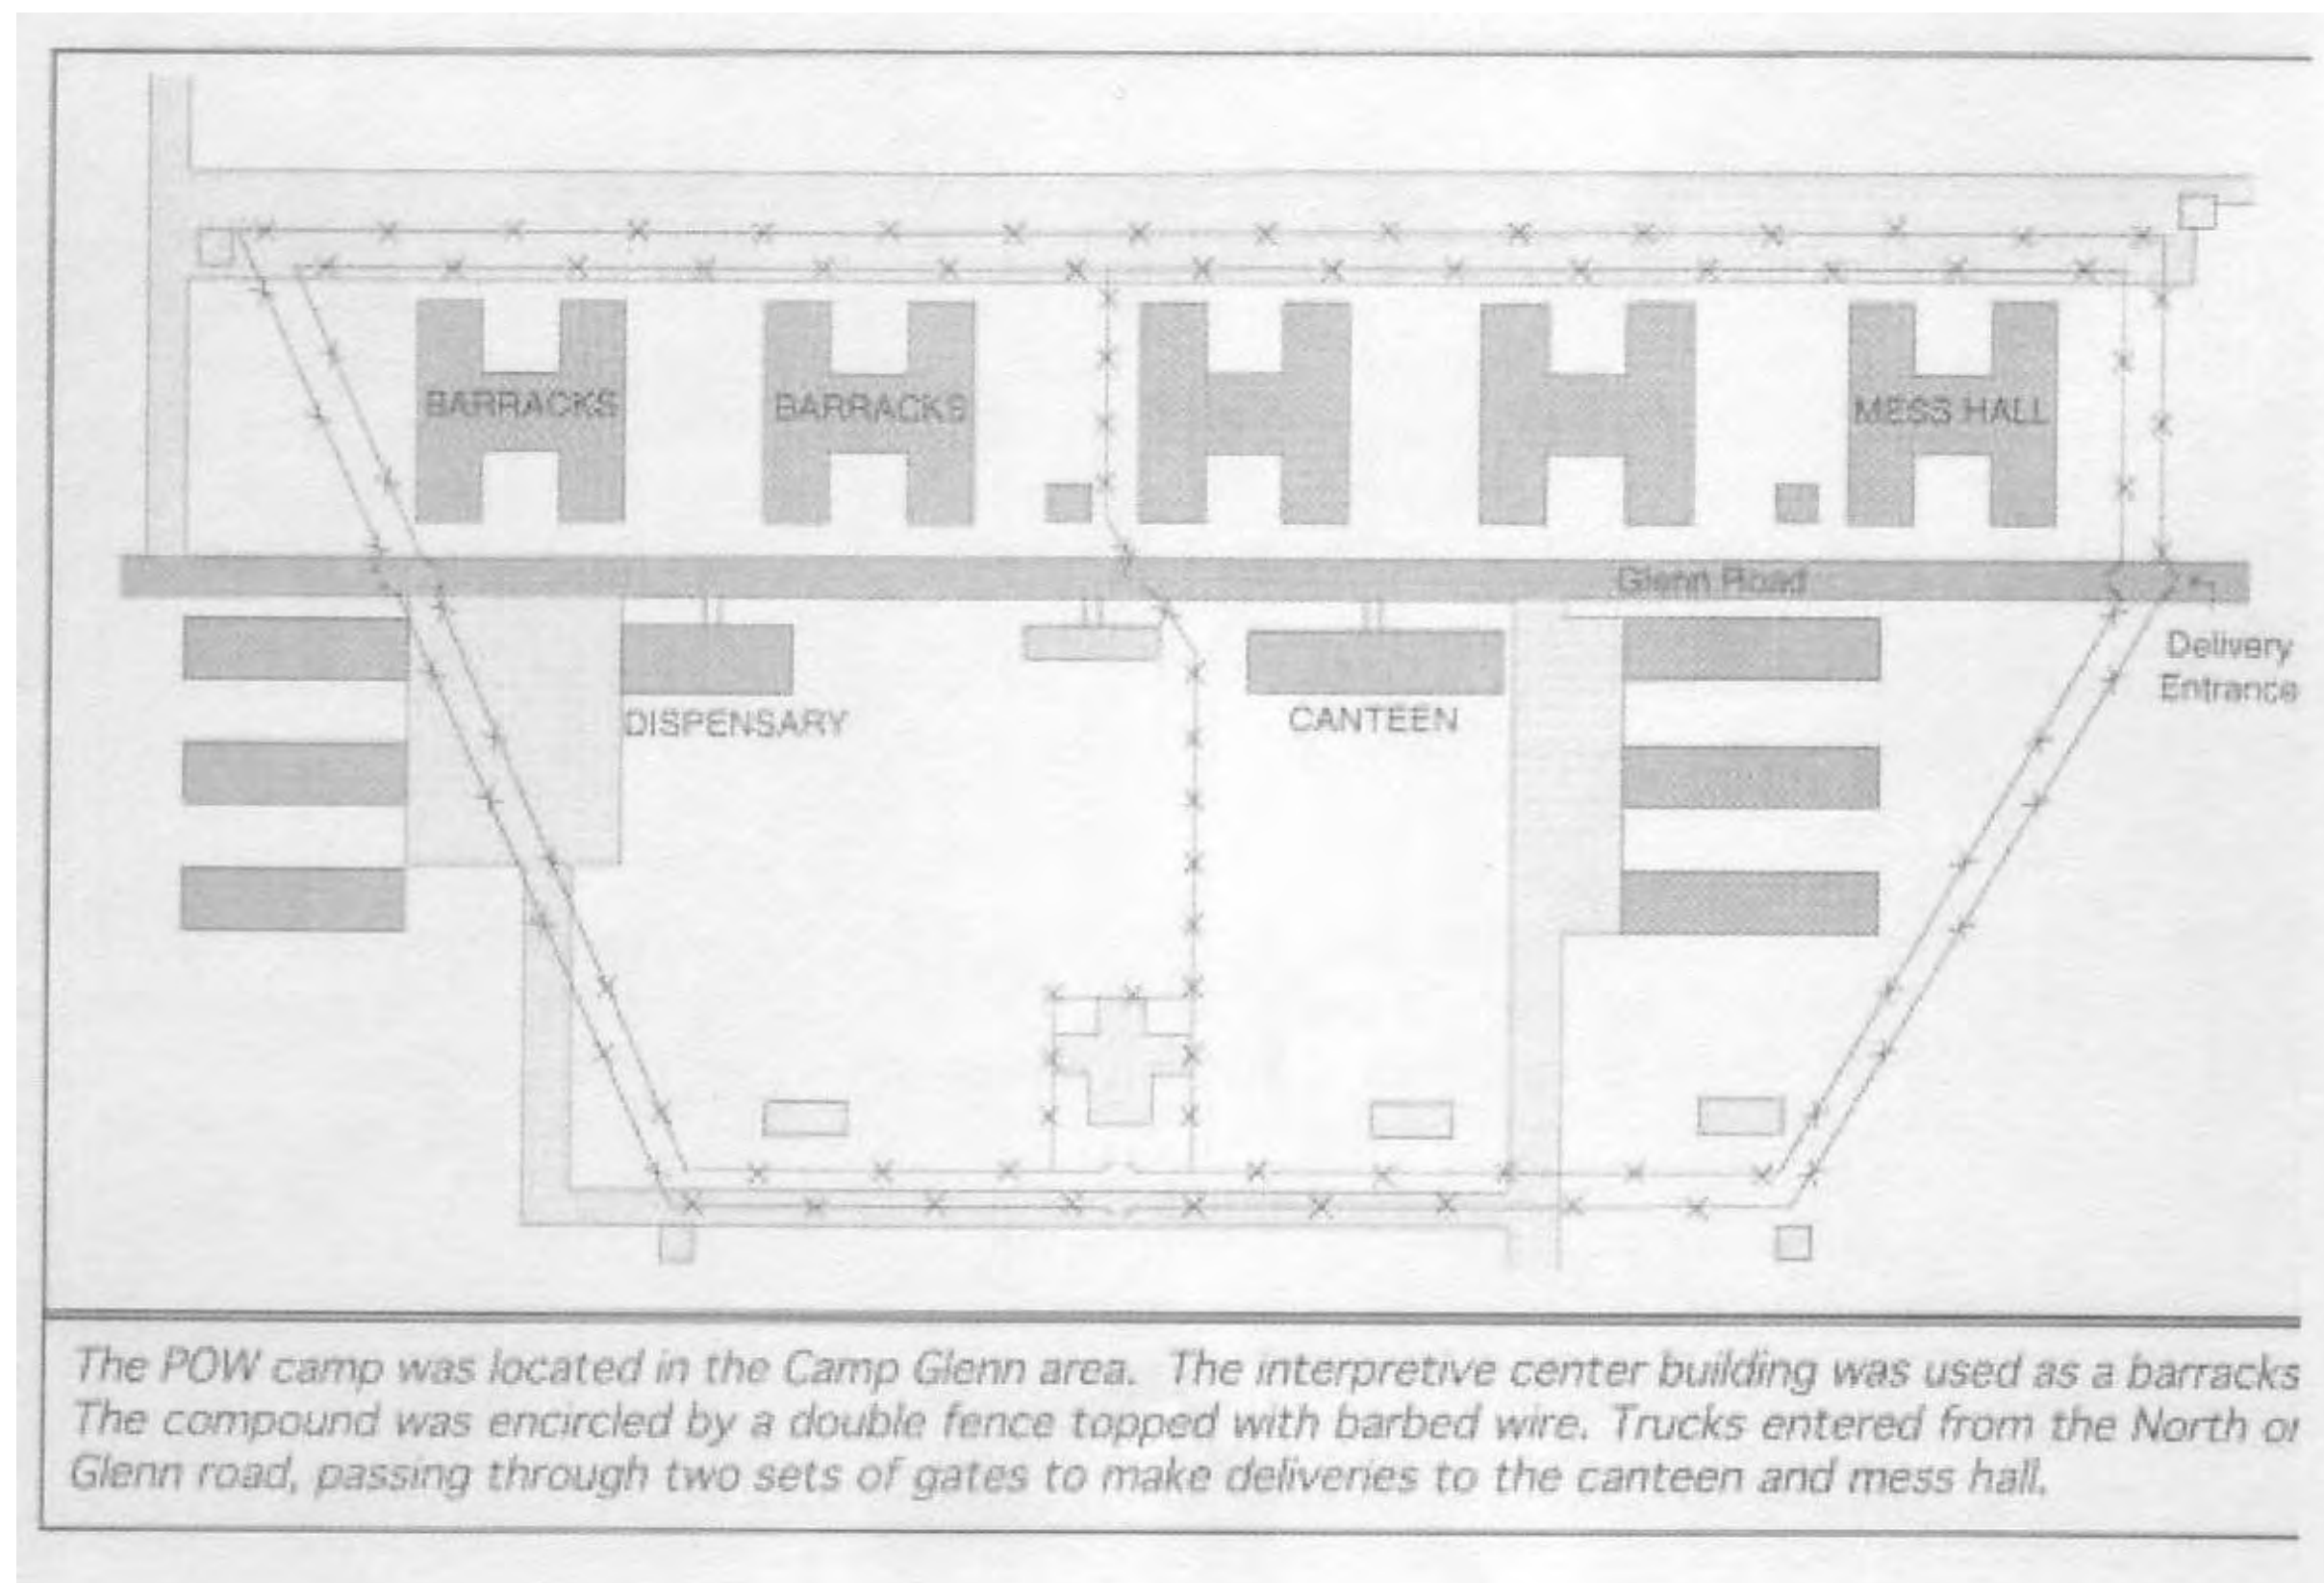 BARRACKS
BARRACKS
MESS HALL
Glenn Road
Delivery
Entrance
DISPENSARY
CANTEEN
The POW camp was located in the Camp Glenn area. The interpretive center building was used as a barracks
The compound was encircled by a double fence topped with barbed wire. Trucks entered from the North
Glenn road, passing through two sets of gates to make deliveries to the canteen and mess hall.